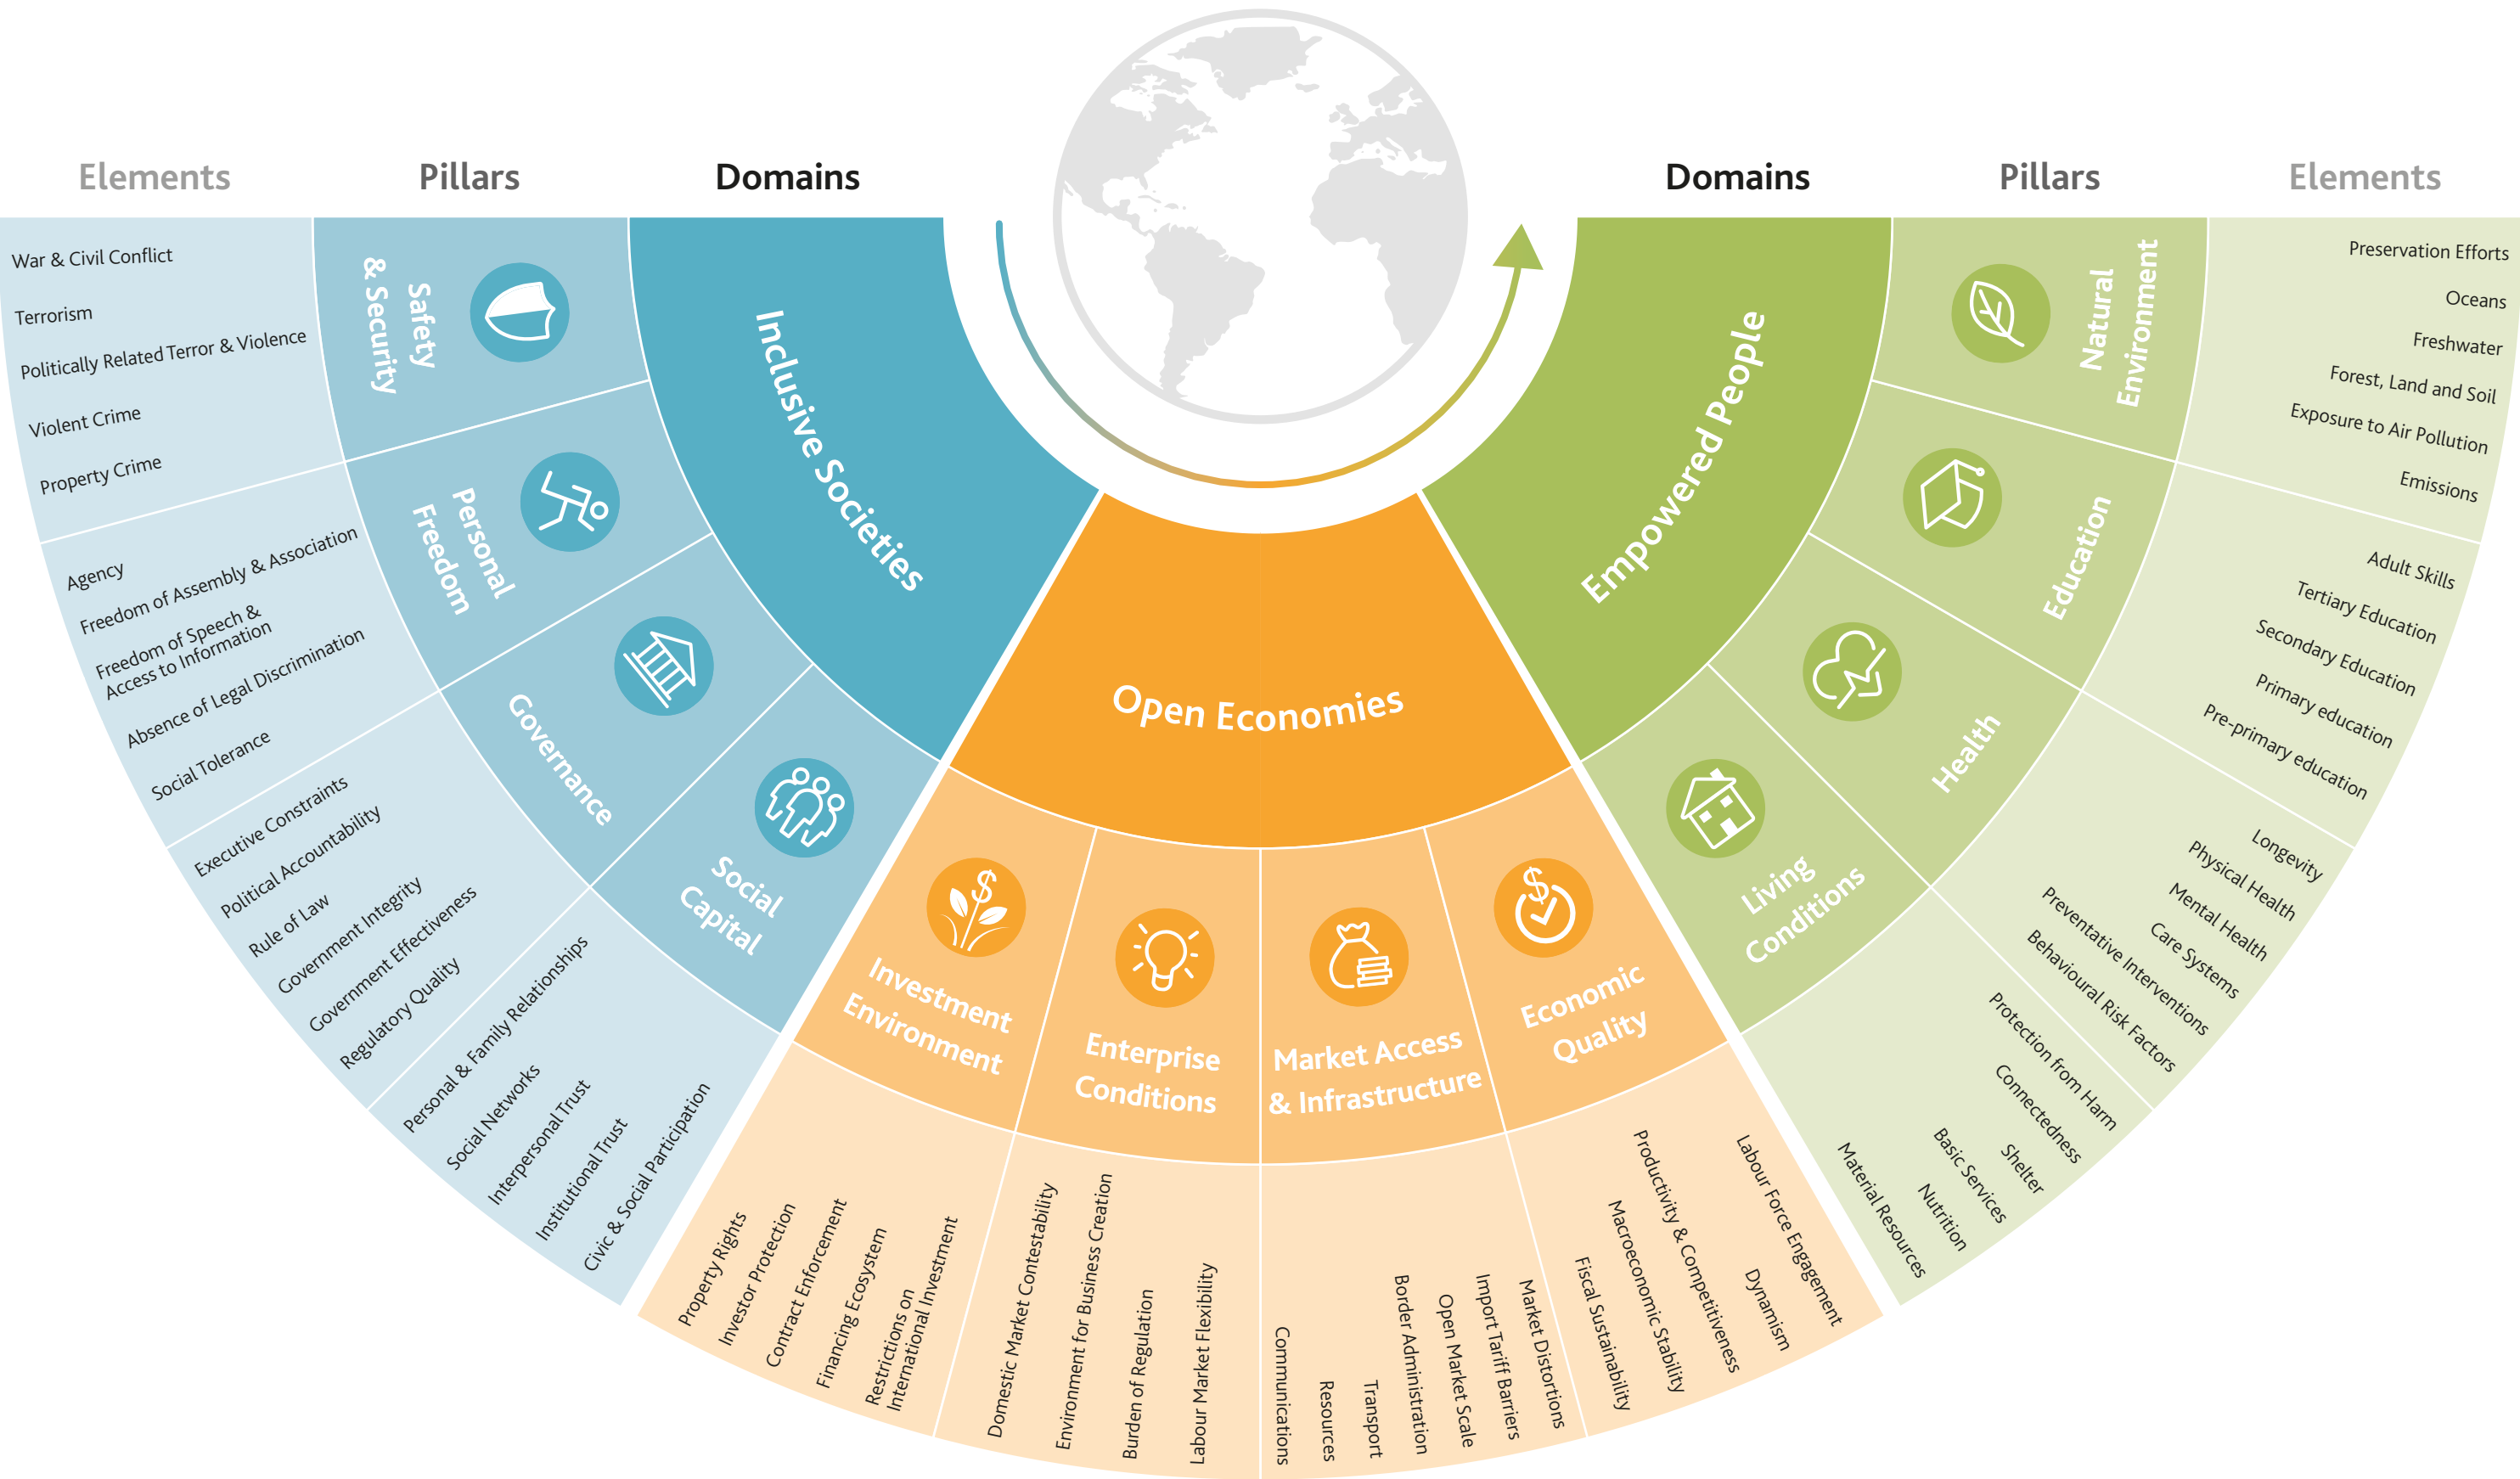 Elements
Pillars
Domains
Domains
Pillars
Elements
Inclusive Societies
Safety
& Security
War & Civil Conflict
Terrorism
Politically Related Terror & Violence
Violent Crime
Property Crime
Personal
Freedom
Agency
Freedom of Assembly & Association
Freedom of Speech &
Access to Information
Absence of Legal Discrimination
Social Tolerance
Governance
Executive Constraints
Political Accountability
Rule of Law
Government Integrity
Government Effectiveness
Regulatory Quality
Social
Capital
Personal & Family Relationships
Social Networks
Interpersonal Trust
Institutional Trust
Civic & Social Participation
Open Economies
Investment
Environment
Property Rights
Investor Protection
Contract Enforcement
Financing Ecosystem
Restrictions on
International Investment
Enterprise
Conditions
Domestic Market Contestability
Environment for Business Creation
Burden of Regulation
Labour Market Flexibility
Market Access
& Infrastructure
Communications
Resources
Transport
Border Administration
Open Market Scale
Import Tariff Barriers
Market Distortions
$
Economic
Quality
Fiscal Sustainability
Macroeconomic Stability
Productivity & Competitiveness
Dynamism
Labour Force Engagement
$
Empowered People
Living
Conditions
Material Resources
Nutrition
Basic Services
Shelter
Connectedness
Protection from Harm
Health
Behavioural Risk Factors
Preventative Interventions
Care Systems
Mental Health
Physical Health
Longevity
Education
Pre-primary education
Primary education
Secondary Education
Tertiary Education
Adult Skills
Natural
Environment
Emissions
Exposure to Air Pollution
Forest, Land and Soil
Freshwater
Oceans
Preservation Efforts